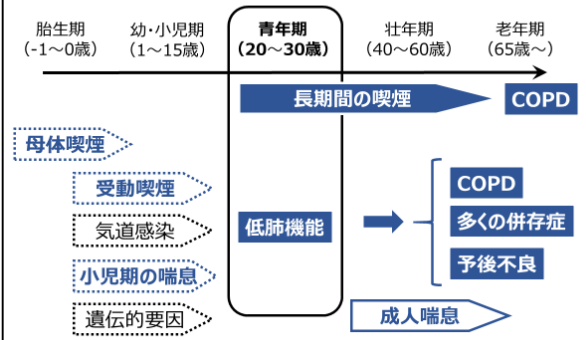 胎生期
(-1~0歳)
幼・小児期
(1~15歳)
青年期
(20~30歳)
壮年期
(40~60歳)
老年期
(65歳~)
長期間の喫煙
COPD
母体喫煙
受動喫煙
気道感染
小児期の喘息
遺伝的要因
低肺機能
COPD
多くの併存症
予後不良
成人喘息